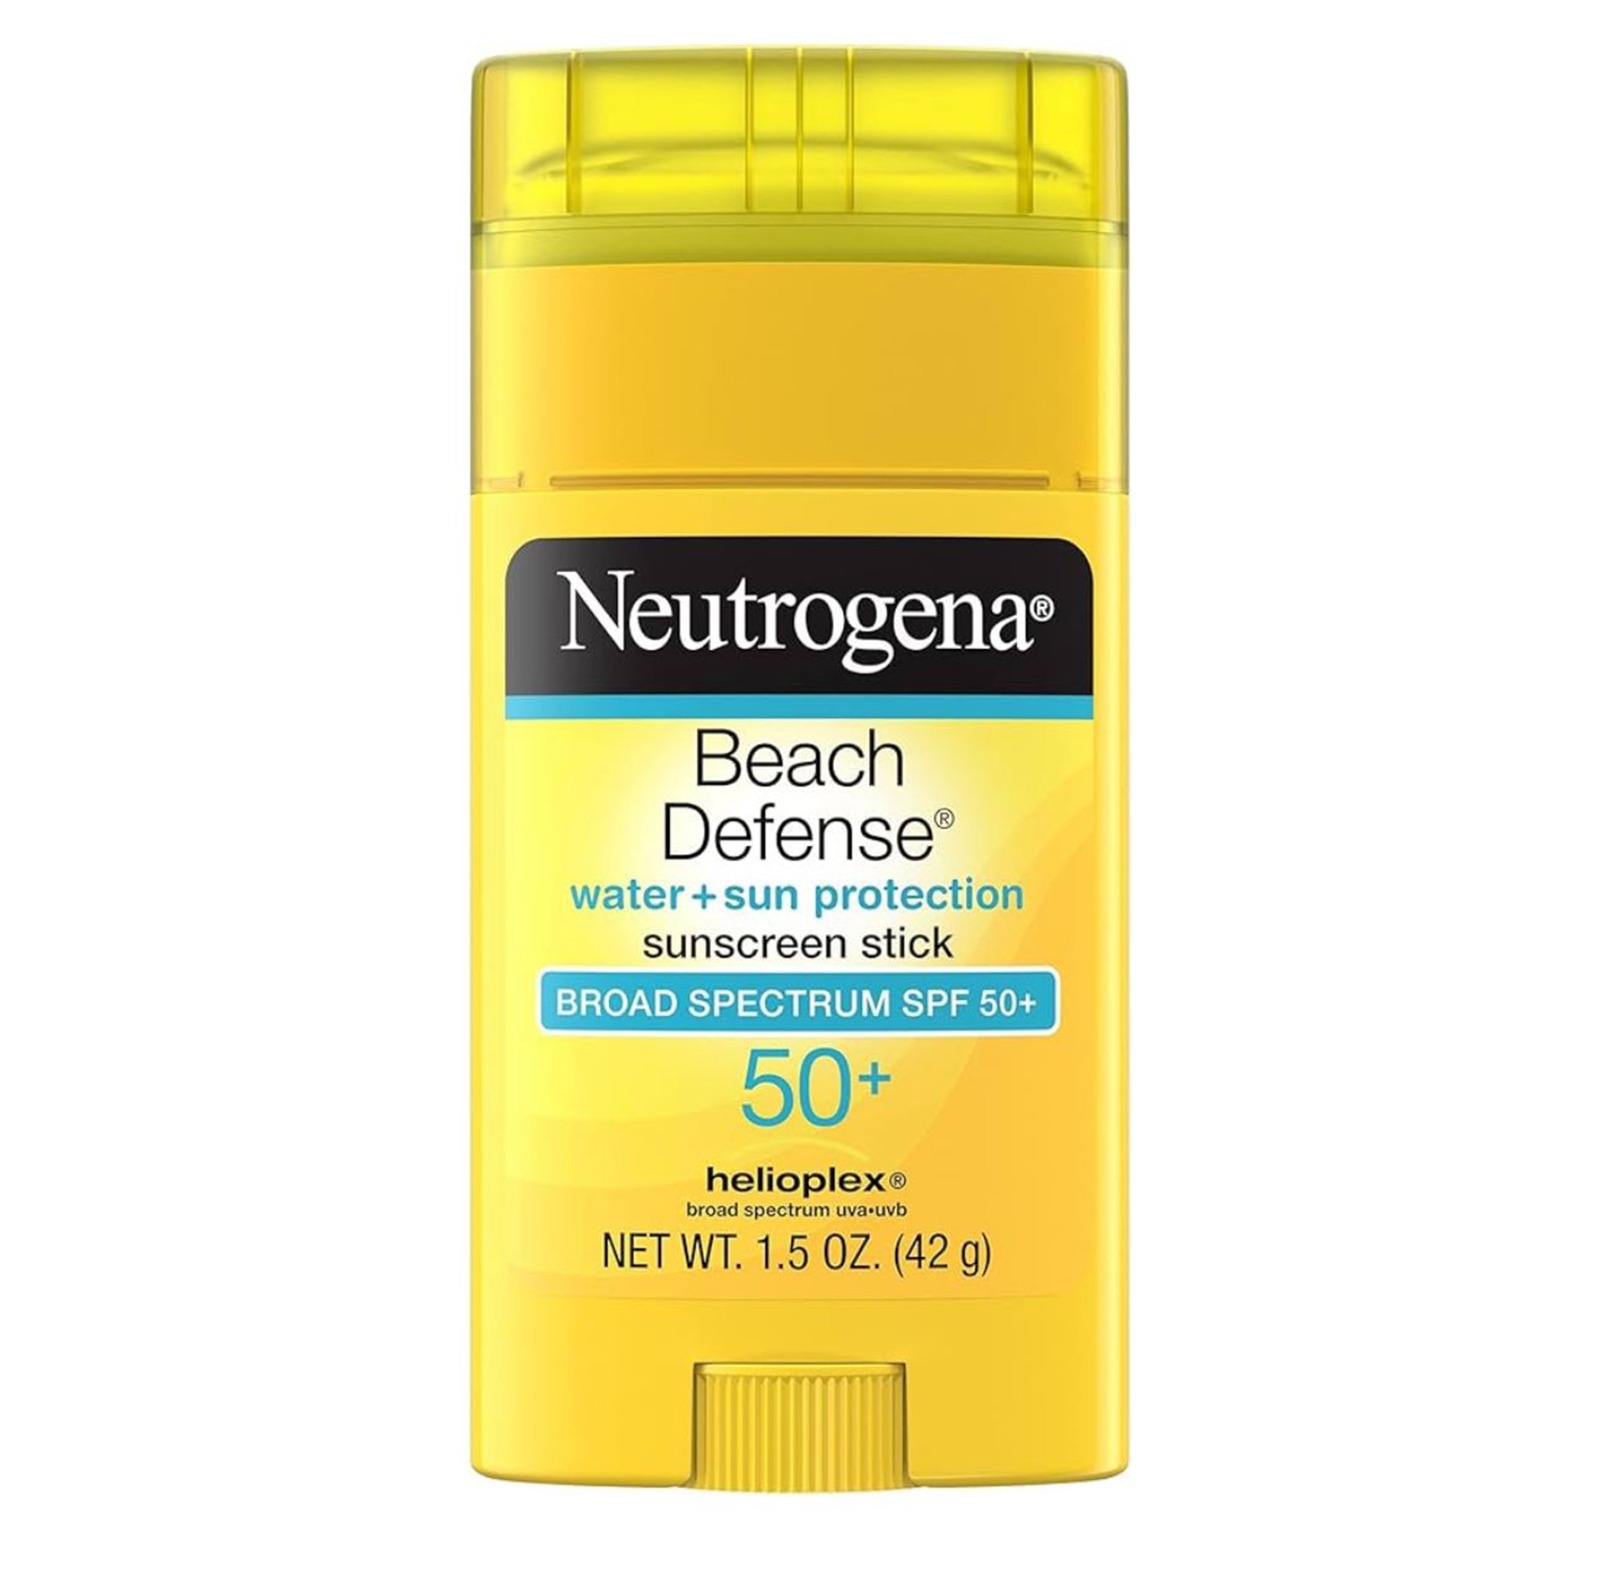 Neutrogena®
Beach
Defense®
water+sun protection
sunscreen stick
BROAD SPECTRUM SPF 50+
50+
helioplex®
broad spectrum uva•uvb
NET WT. 1.5 OZ. (42 g)